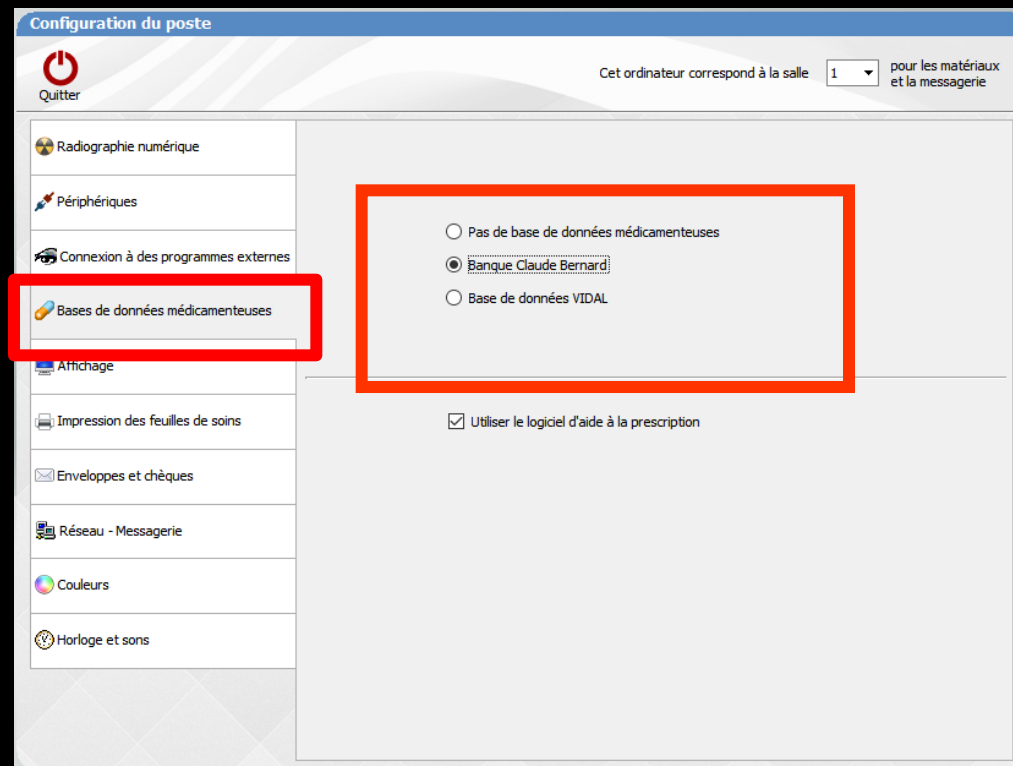 Configuration du poste
Quitter
Cet ordinateur correspond à la salle 1 pour les matériaux
et la messagerie
Radiographie numérique
Périphériques
Connexion à des programmes externes
Bases de données médicamenteuses
Affichage
Impression des feuilles de soins
Enveloppes et chèques
Réseau - Messagerie
Couleurs
Horloge et sons
Pas de base de données médicamenteuses
Banque Claude Bernard
Base de données VIDAL
Utiliser le logiciel d'aide à la prescription